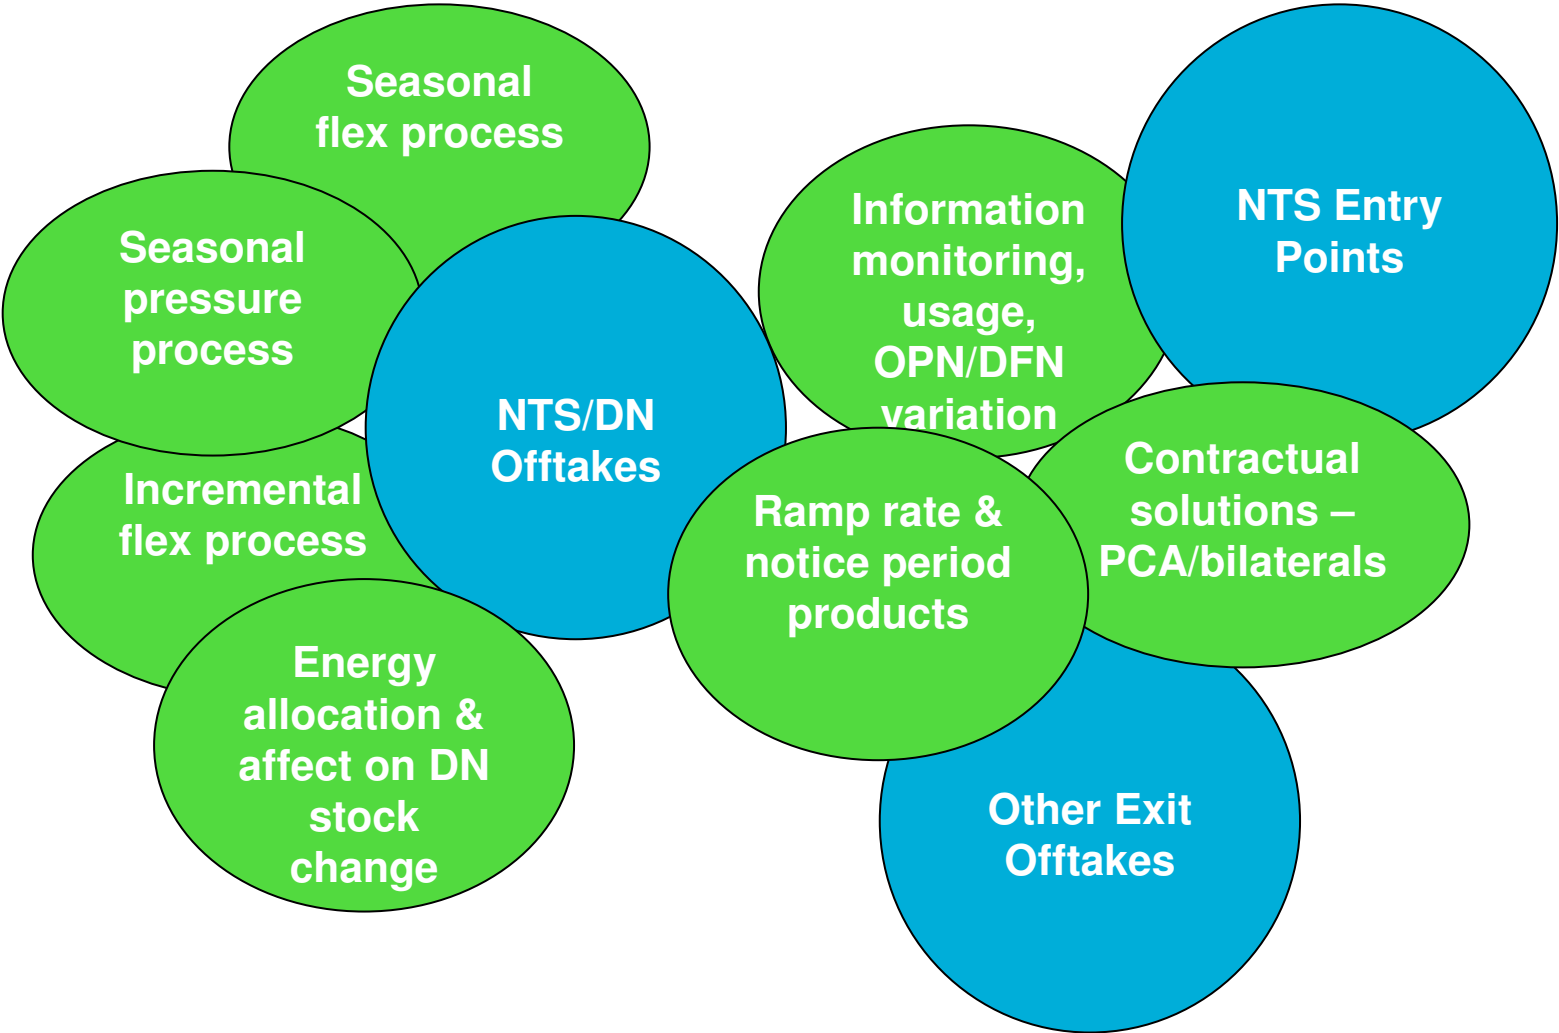 Seasonal
flex process
Seasonal
pressure
process
Incremental
flex process
Energy
allocation &
affect on DN
stock
change
NTS/DN
Offtakes
Information
monitoring,
usage,
OPN/DFN
variation
Ramp rate &
notice period
products
NTS Entry
Points
Contractual
solutions –
PCA/bilaterals
Other Exit
Offtakes